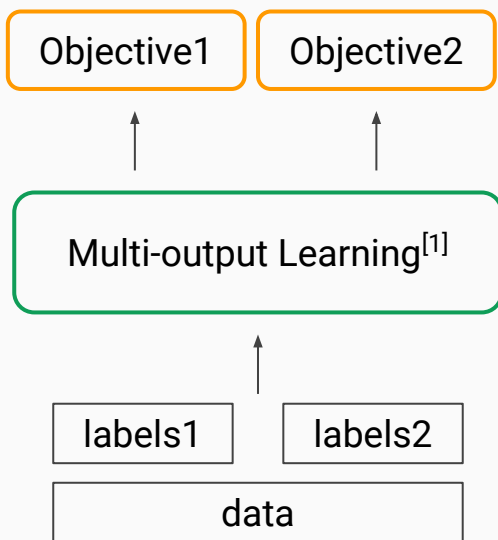 Objective1 Objective2
Multi-output Learning[1]
labels1 labels2
data